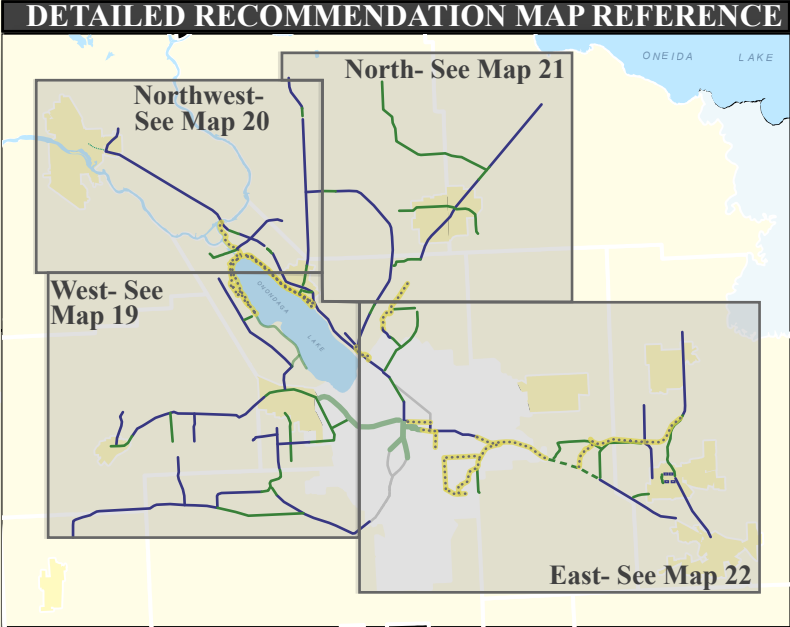 DETAILED RECOMMENDATION MAP REFERENCE
ONEIDA LAKE
North- See Map 21
Northwest-
See Map 20
West- See
Map 19
ONONDAGA
LAKE
East- See Map 22